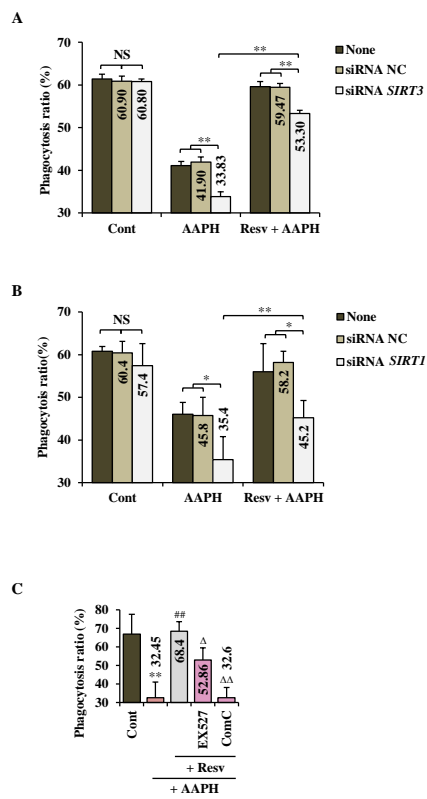 A
None
siRNA NC
siRNA SIRT3
Phagocytosis ratio (%)
70
60
50
40
30
NS
**
**
**
60.90
60.80
41.90
33.83
59.47
53.30
Cont
AAPH
Resv + AAPH
B
None
siRNA NC
siRNA SIRT1
Phagocytois ratio(%)
70
60
50
40
30
NS
*
**
*
60.4
57.4
45.8
35.4
58.2
45.2
Cont
AAPH
Resv + AAPH
C
Phagocytosis ratio (%)
80
70
60
50
40
30
**
##
Δ
ΔΔ
32.45
68.4
52.86
32.6
Cont
EX527
ComC
+ Resv
+ AAPH